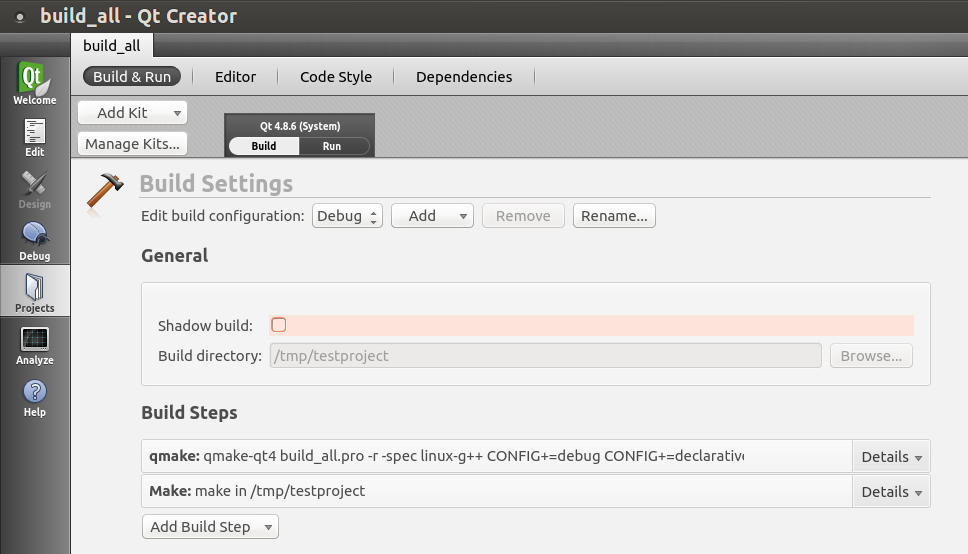 build_all - Qt Creator
build_all
Qt
Welcome
Edit
Design
Debug
Projects
Analyze
?
Help
Build & Run Editor Code Style Dependencies
Add Kit
Manage Kits...
Qt 4.8.6 (System)
Build Run
Build Settings
Edit build configuration: Debug Add Remove Rename...
General
Shadow build:
Build directory: /tmp/testproject Browse...
Build Steps
qmake: qmake-qt4 build_all.pro -r -spec linux-g++ CONFIG+=debug CONFIG+=declarative Details
Make: make in /tmp/testproject Details
Add Build Step